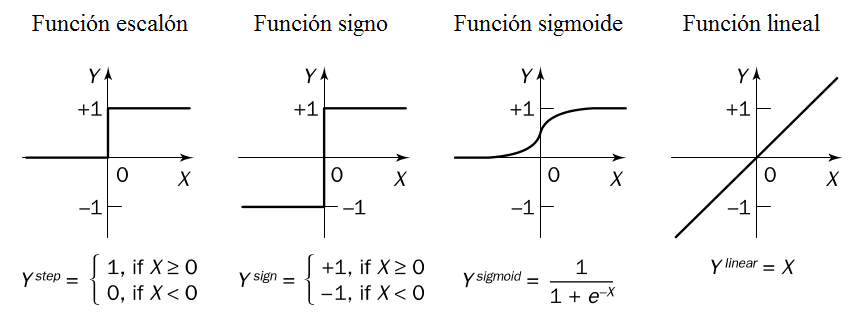 Función escalón
Función signo
Función sigmoide
Función lineal
Y
+1
0
X
−1
Y
+1
0
X
−1
Y
+1
0
X
−1
Y
+1
0
X
−1
Y step = { 1, if X ≥ 0
0, if X < 0
Y sign = { +1, if X ≥ 0
−1, if X < 0
Y sigmoid = 1 / 1 + e^−X
Y linear = X